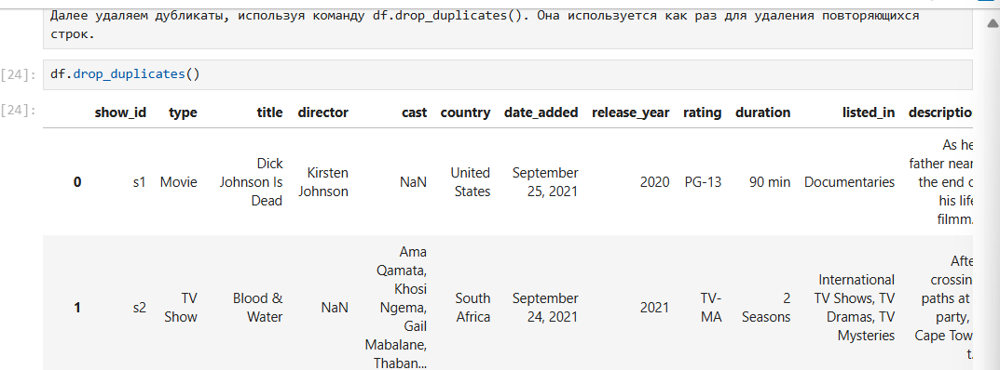 Далее удаляем дубликаты, используя команду df.drop_duplicates(). Она используется как раз для удаления повторяющихся
строк.
[24]: df.drop_duplicates()
[24]:
show_id type title director cast country date_added release_year rating duration listed_in descriptio
0 s1 Movie Dick Johnson Is Dead Kirsten Johnson NaN United States September 25, 2021 2020 PG-13 90 min Documentaries As he father near the end o his life filmm.
1 s2 TV Show Blood & Water NaN Ama Qamata, Khosi Ngema, Gail Mabalane, Thaban... South Africa September 24, 2021 2021 TV-MA 2 Seasons International TV Shows, TV Dramas, TV Mysteries Afte crossin paths at party, Cape Tow t.